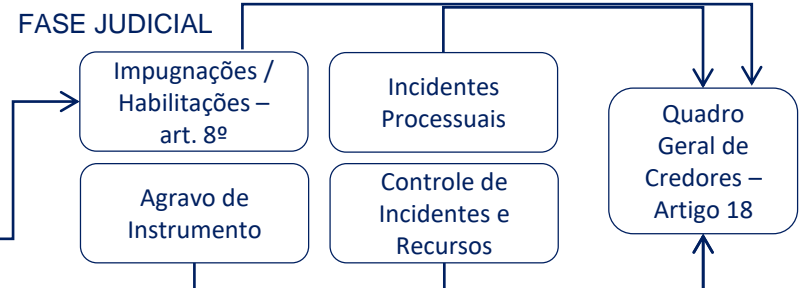 FASE JUDICIAL
Impugnações /
Habilitações –
art. 8º
Incidentes
Processuais
Quadro
Geral de
Credores –
Artigo 18
Agravo de
Instrumento
Controle de
Incidentes e
Recursos